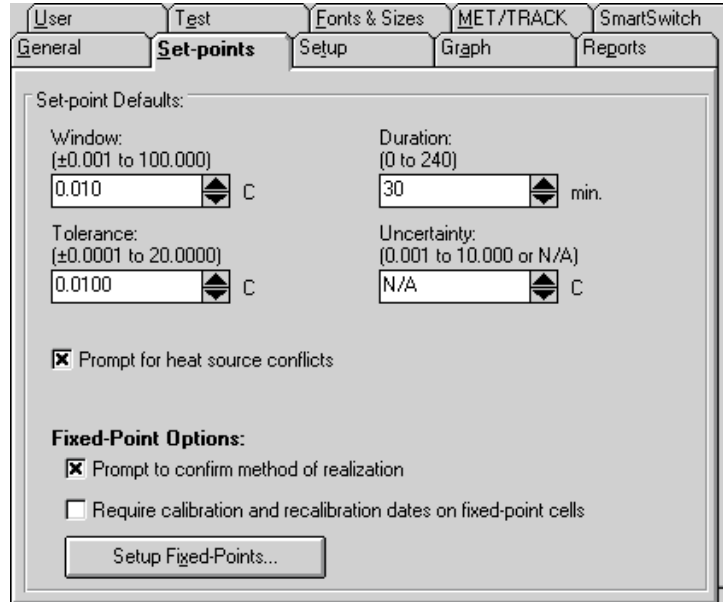 User
Test
Fonts & Sizes
MET/TRACK
SmartSwitch
General
Set-points
Setup
Graph
Reports
Set-point Defaults:
Window:
(±0.001 to 100.000)
0.010 C
Duration:
(0 to 240)
30 min.
Tolerance:
(±0.0001 to 20.0000)
0.0100 C
Uncertainty:
(0.001 to 10.000 or N/A)
N/A C
Prompt for heat source conflicts
Fixed-Point Options:
Prompt to confirm method of realization
Require calibration and recalibration dates on fixed-point cells
Setup Fixed-Points...